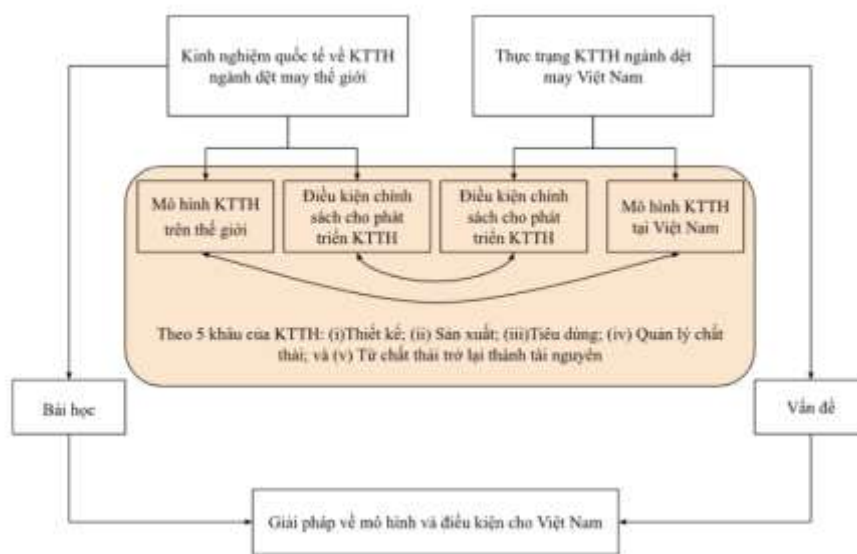 Kinh nghiệm quốc tế về KTTH
ngành dệt may thế giới
Thực trạng KTTH ngành dệt
may Việt Nam
Mô hình KTTH
trên thế giới
Điều kiện chính
sách cho phát
triển KTTH
Điều kiện chính
sách cho phát
triển KTTH
Mô hình KTTH
tại Việt Nam
Theo 5 khâu của KTTH: (i)Thiết kế; (ii) Sản xuất; (iii)Tiêu dùng; (iv) Quản lý chất
thải; và (v) Từ chất thải trở lại thành tài nguyên
Bài học
Vấn đề
Giải pháp về mô hình và điều kiện cho Việt Nam